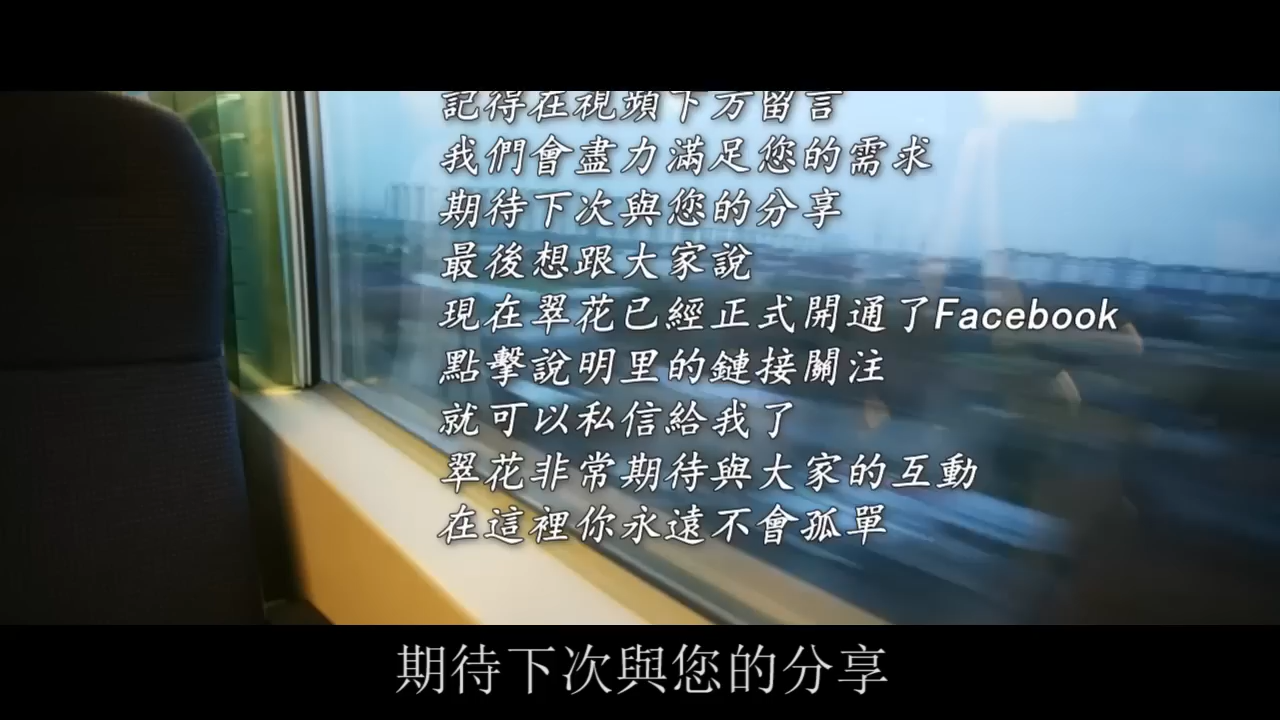 記得在視頻下方留言
我們會盡力滿足您的需求
期待下次與您的分享
最後想跟大家說
現在翠花已經正式開通了Facebook
點擊說明里的鏈接關注
就可以私信給我了
翠花非常期待與大家的互動
在這裡你永遠不會孤單
期待下次與您的分享